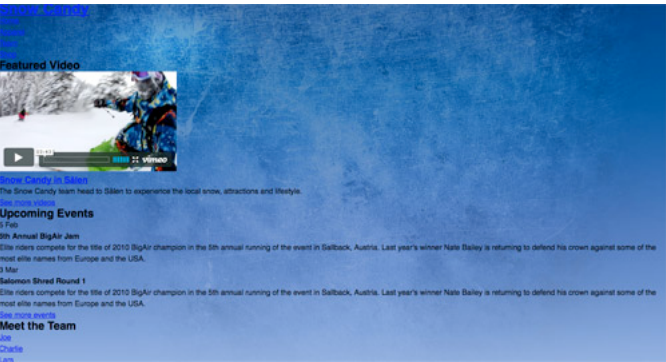 Snow Candy
Featured Video
vimeo
Snow Candy in Sälen
The Snow Candy team head to Sälen to experience the local snow, attractions and lifestyle.
See more videos
Upcoming Events
5 Feb
5th Annual BigAir Jam
Elite riders compete for the title of 2010 BigAir champion in the 5th annual running of the event in Saltback, Austria. Last year's winner Nate Bailey is returning to defend his crown against some of the
most elite names from Europe and the USA.
3 Mar
Salomon Shred Round 1
Elite riders compete for the title of 2010 BigAir champion in the 5th annual running of the event in Saltback, Austria. Last year's winner Nate Bailey is returning to defend his crown against some of the
most elite names from Europe and the USA.
See more events
Meet the Team
Joe
Charlie
Lars